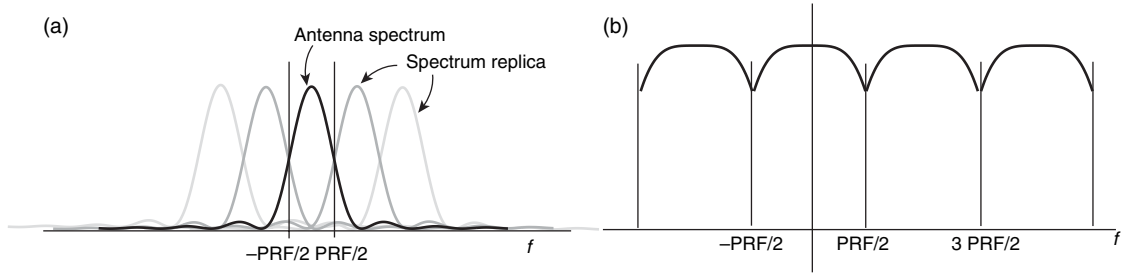 (a)
Antenna spectrum
Spectrum replica
–PRF/2 PRF/2
f
(b)
–PRF/2
PRF/2
3 PRF/2
f